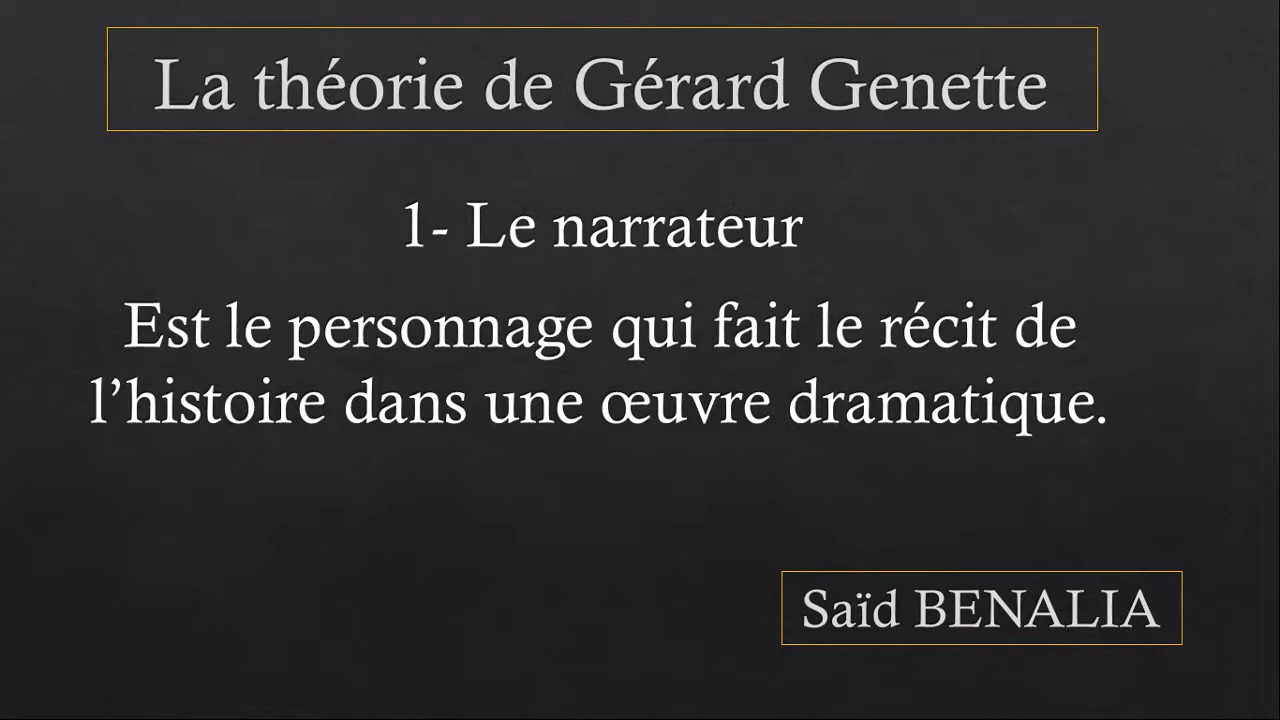 La théorie de Gérard Genette
1- Le narrateur
Est le personnage qui fait le récit de
l’histoire dans une œuvre dramatique.
Saïd BENALIA